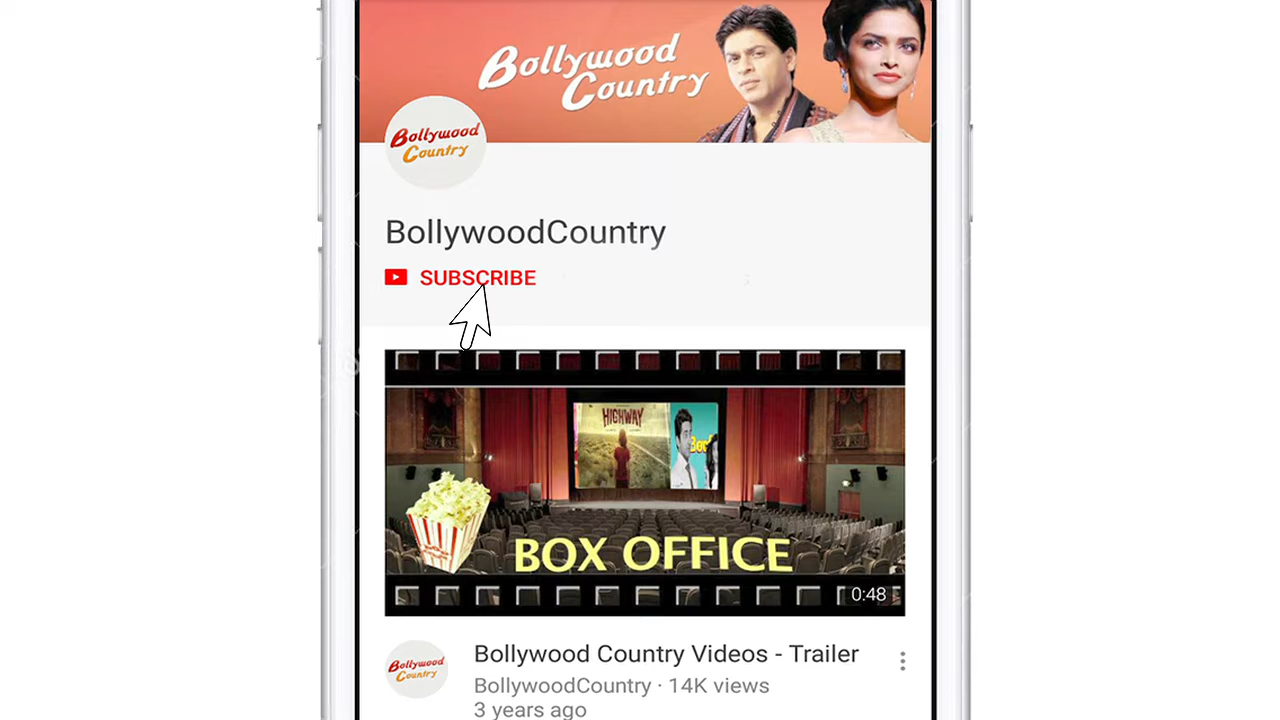 Bollywood
Country
Bollywood
Country
BollywoodCountry
SUBSCRIBE
HIGHWAY
BOX OFFICE
0:48
Bollywood Country Videos - Trailer
Bollywood
Country
BollywoodCountry · 14K views
3 years ago